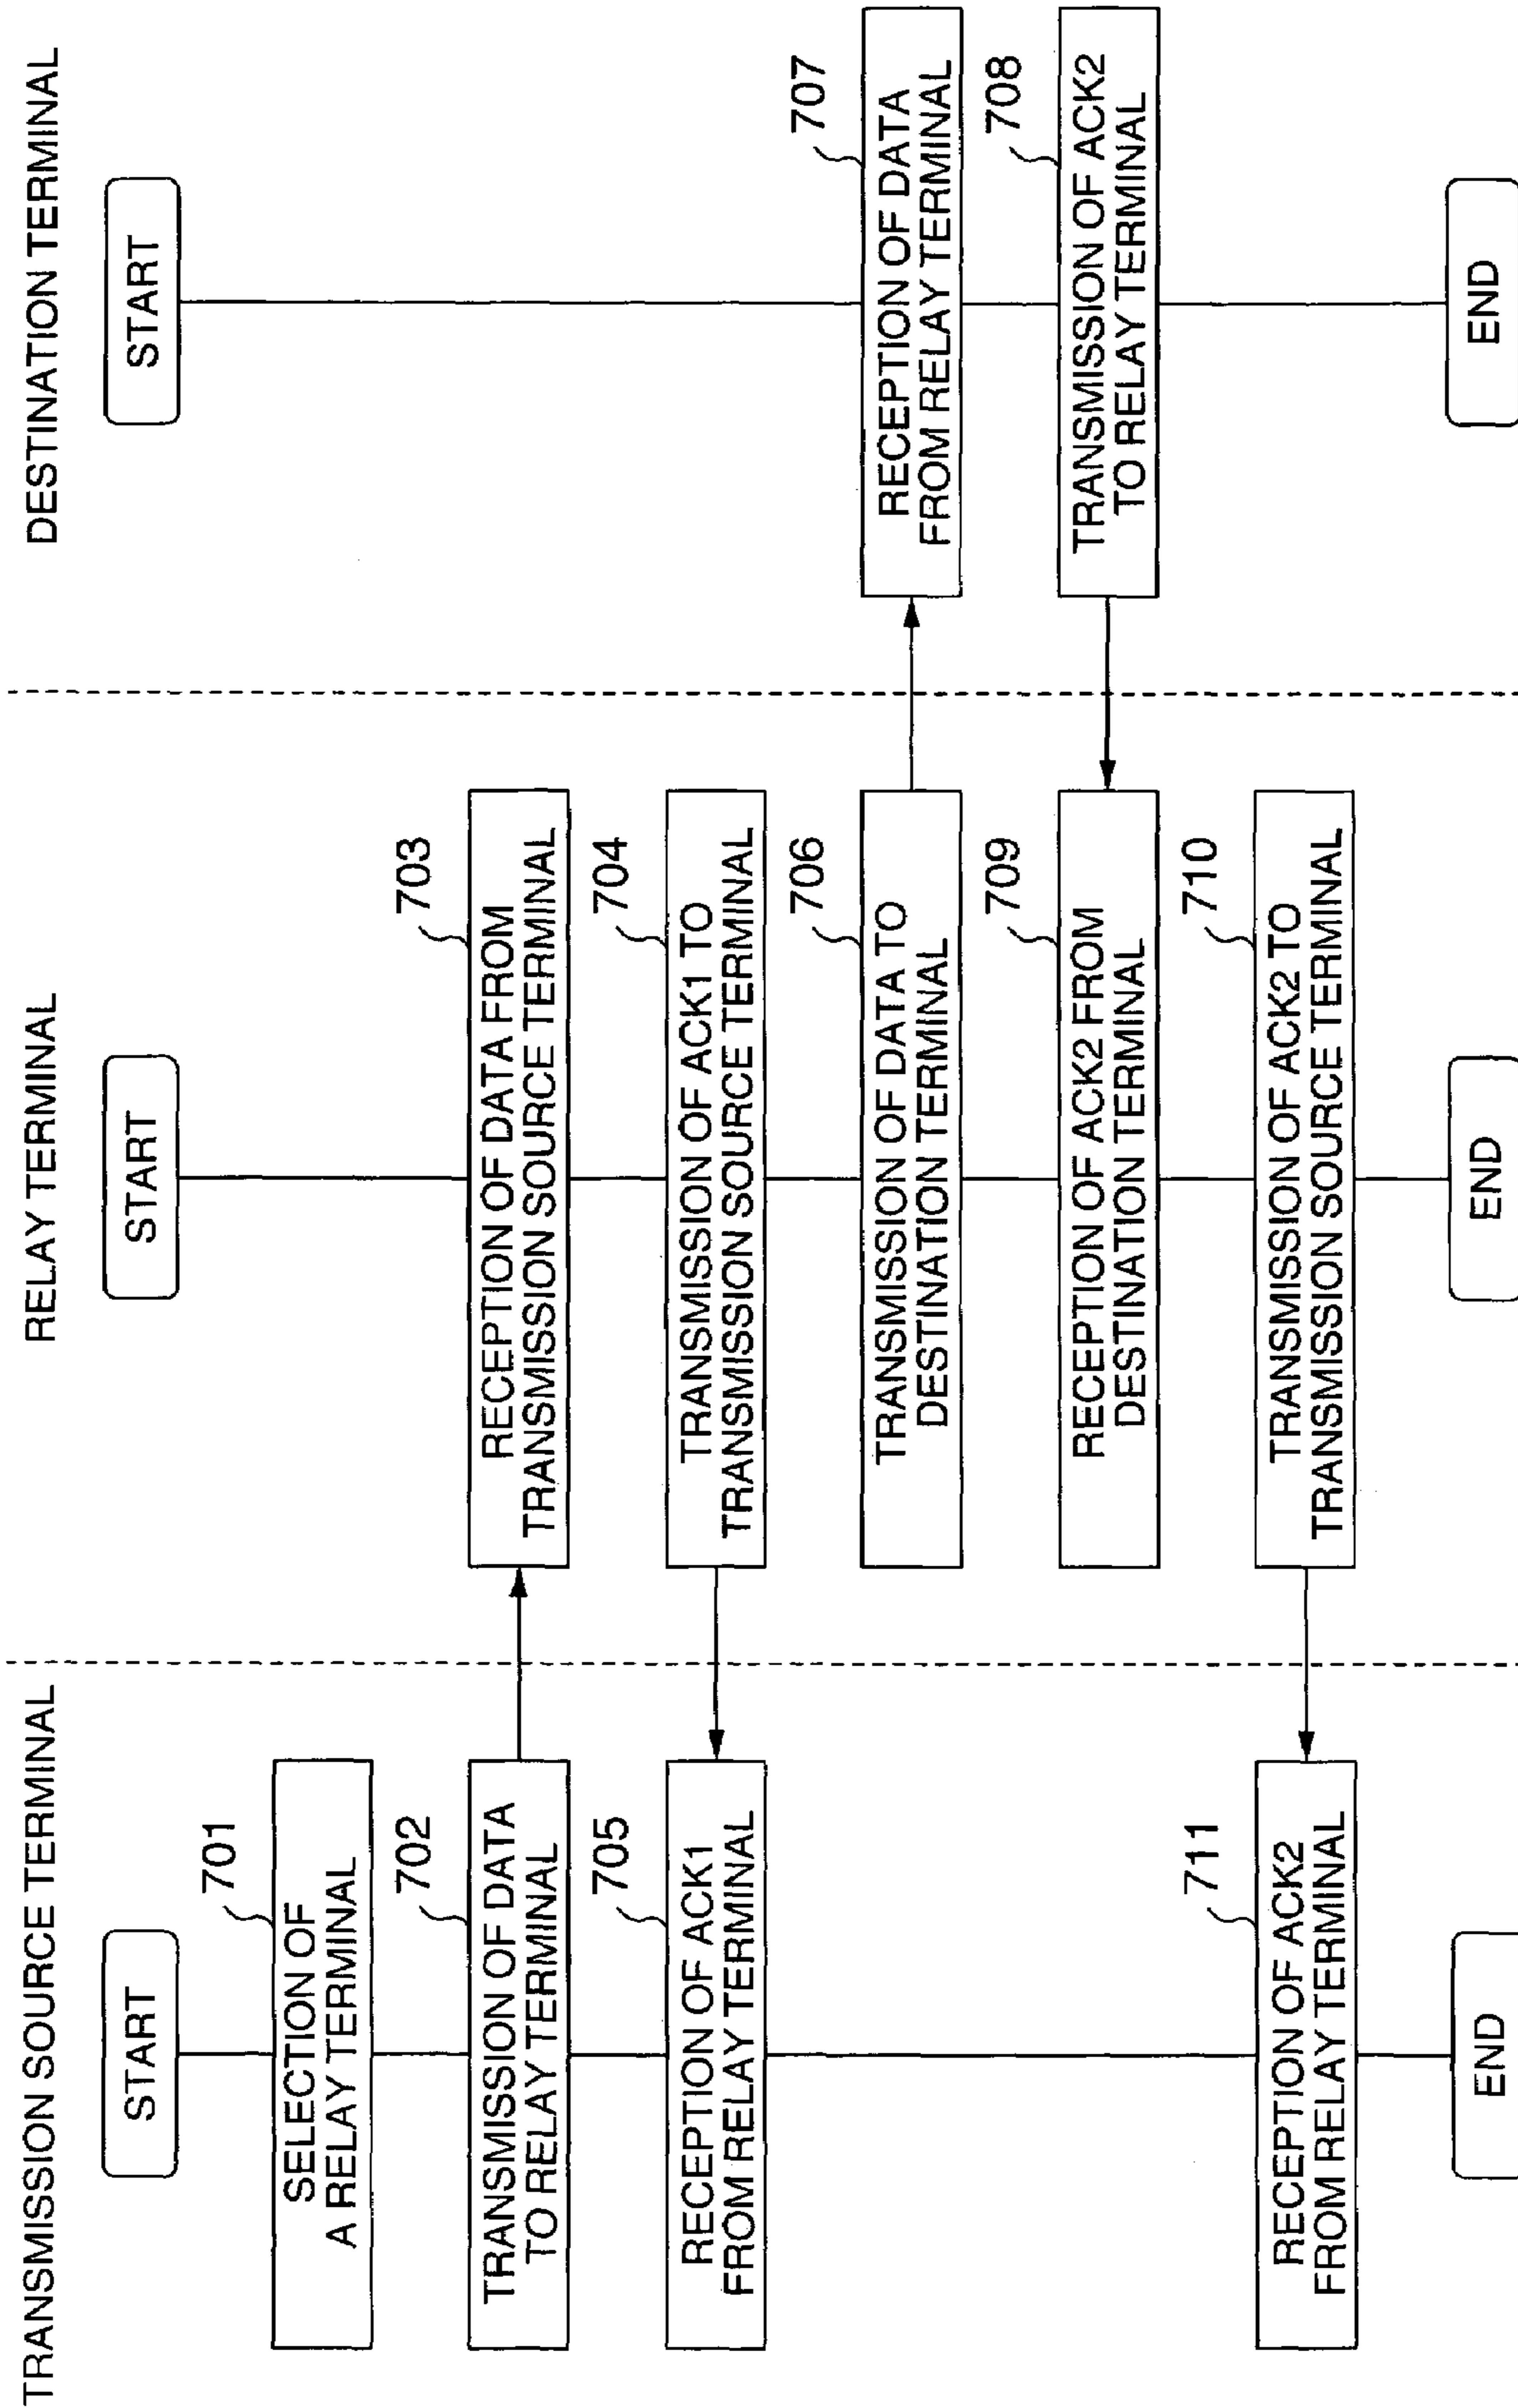 TRANSMISSION SOURCE TERMINAL
START
701
SELECTION OF
A RELAY TERMINAL
702
TRANSMISSION OF DATA
TO RELAY TERMINAL
705
RECEPTION OF ACK1
FROM RELAY TERMINAL
711
RECEPTION OF ACK2
FROM RELAY TERMINAL
END
RELAY TERMINAL
START
703
RECEPTION OF DATA FROM
TRANSMISSION SOURCE TERMINAL
704
TRANSMISSION OF ACK1 TO
TRANSMISSION SOURCE TERMINAL
706
TRANSMISSION OF DATA TO
DESTINATION TERMINAL
709
RECEPTION OF ACK2 FROM
DESTINATION TERMINAL
710
TRANSMISSION OF ACK2 TO
TRANSMISSION SOURCE TERMINAL
END
DESTINATION TERMINAL
START
707
RECEPTION OF DATA
FROM RELAY TERMINAL
708
TRANSMISSION OF ACK2
TO RELAY TERMINAL
END